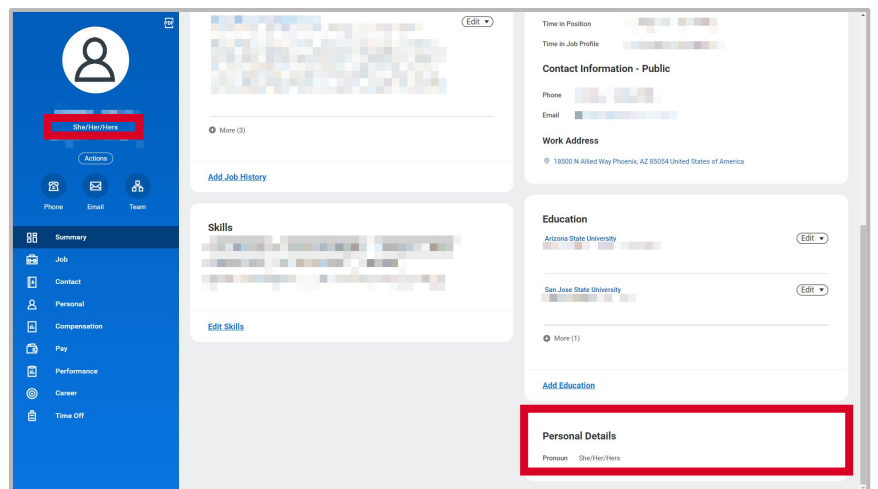 PDF
She/Her/Hers
Actions
Phone Email Team
Summary
Job
Contact
Personal
Compensation
Pay
Performance
Career
Time Off
Edit
More (3)
Add Job History
Skills
Edit Skills
Time in Position
Time in Job Profile
Contact Information - Public
Phone
Email
Work Address
18500 N Allied Way Phoenix, AZ 85054 United States of America
Education
Arizona State University Edit
San Jose State University Edit
More (1)
Add Education
Personal Details
Pronoun She/Her/Hers